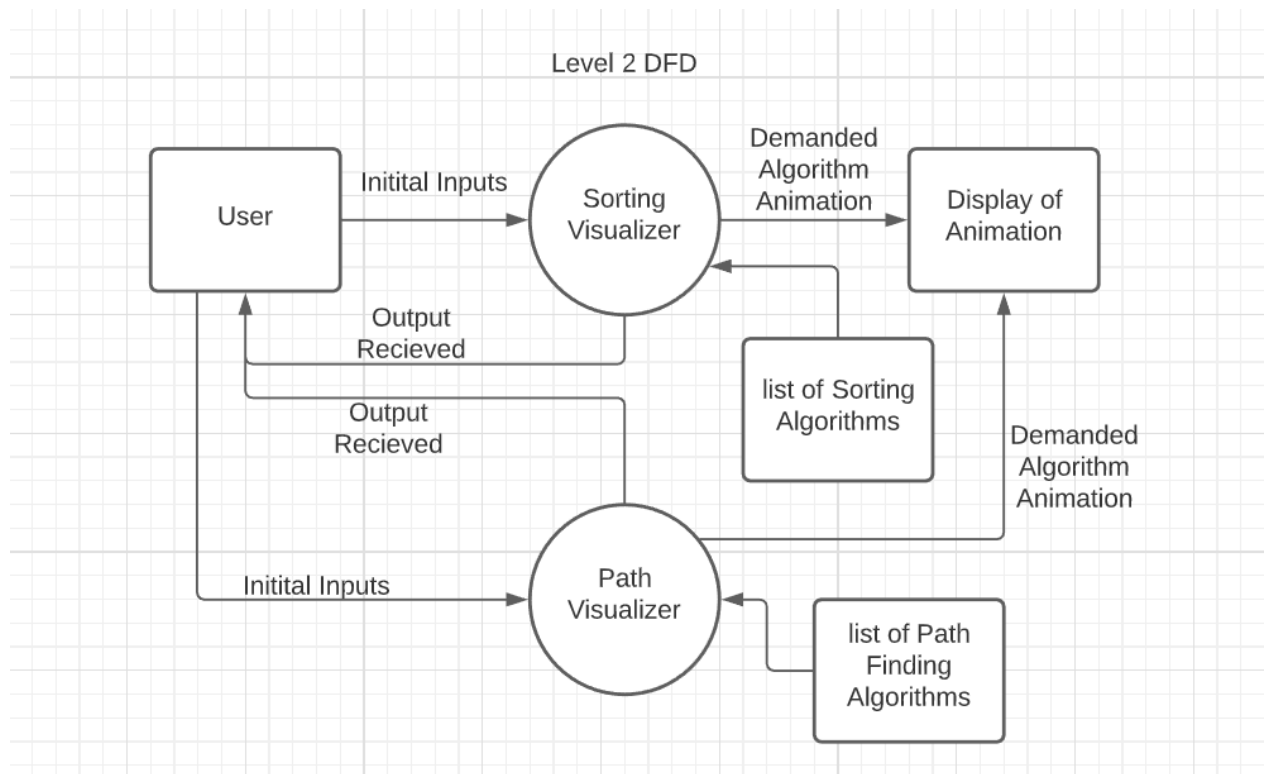 Level 2 DFD
User
Initital Inputs
Sorting
Visualizer
Demanded
Algorithm
Animation
Display of
Animation
Output
Recieved
list of Sorting
Algorithms
Output
Recieved
Demanded
Algorithm
Animation
Initital Inputs
Path
Visualizer
list of Path
Finding
Algorithms